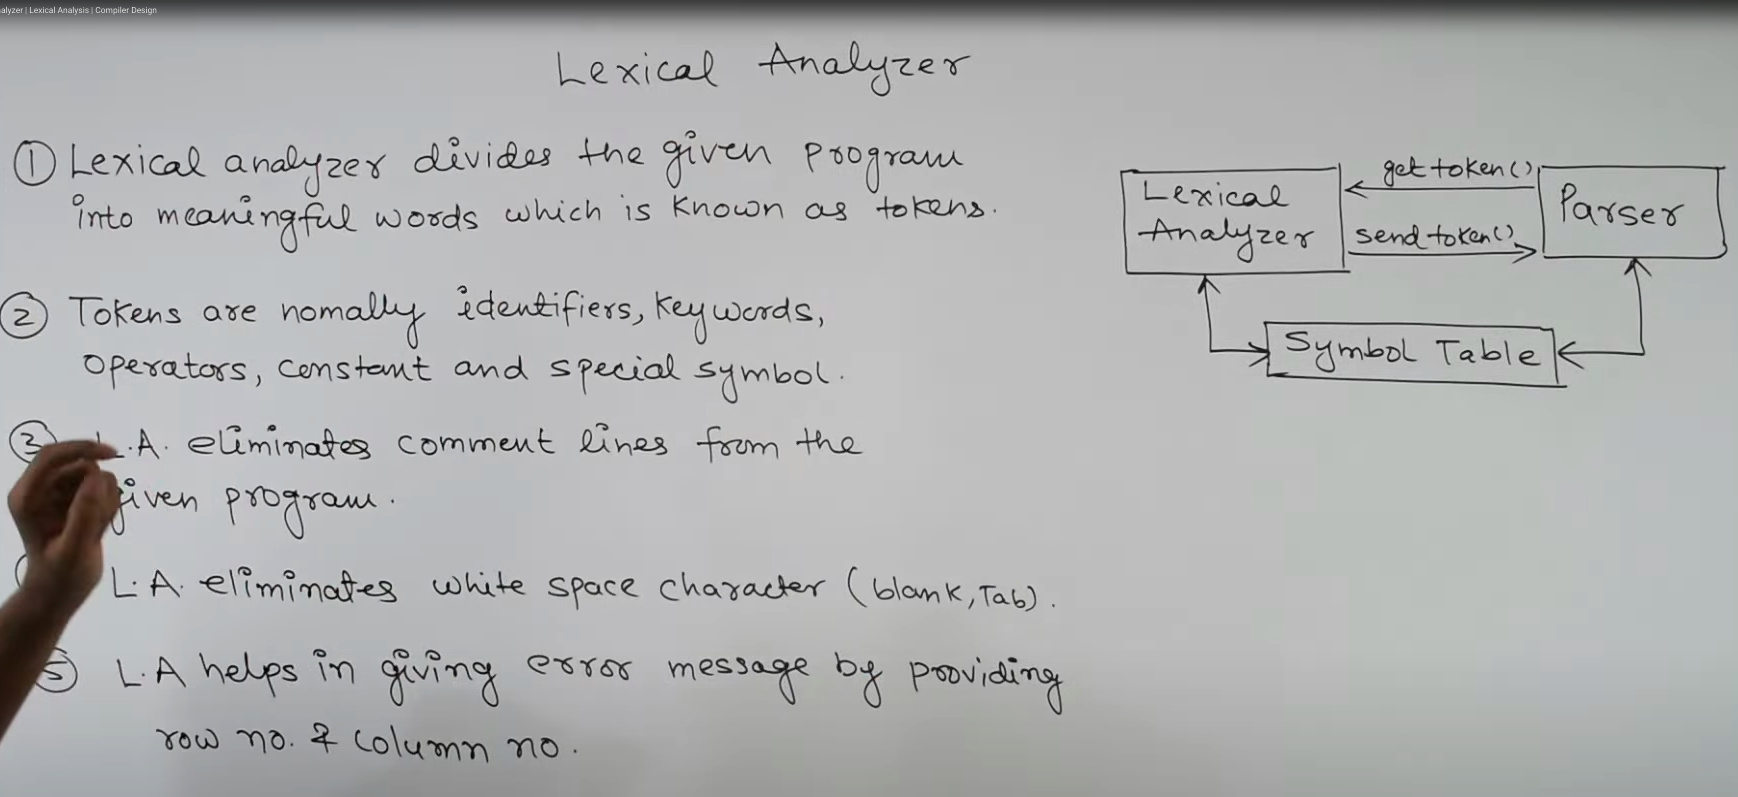 alyzer | Lexical Analysis | Compiler Design
Lexical Analyzer
① Lexical analyzer divides the given program
into meaningful words which is known as tokens.
② Tokens are nomally identifiers, keywords,
operators, constant and special symbol.
③ L.A. eliminates comment lines from the
given program.
L.A. eliminates white space character (blank, Tab).
⑤ L.A helps in giving error message by providing
row no. & column no.
get token()
Lexical
Analyzer
Parser
send token()
Symbol Table